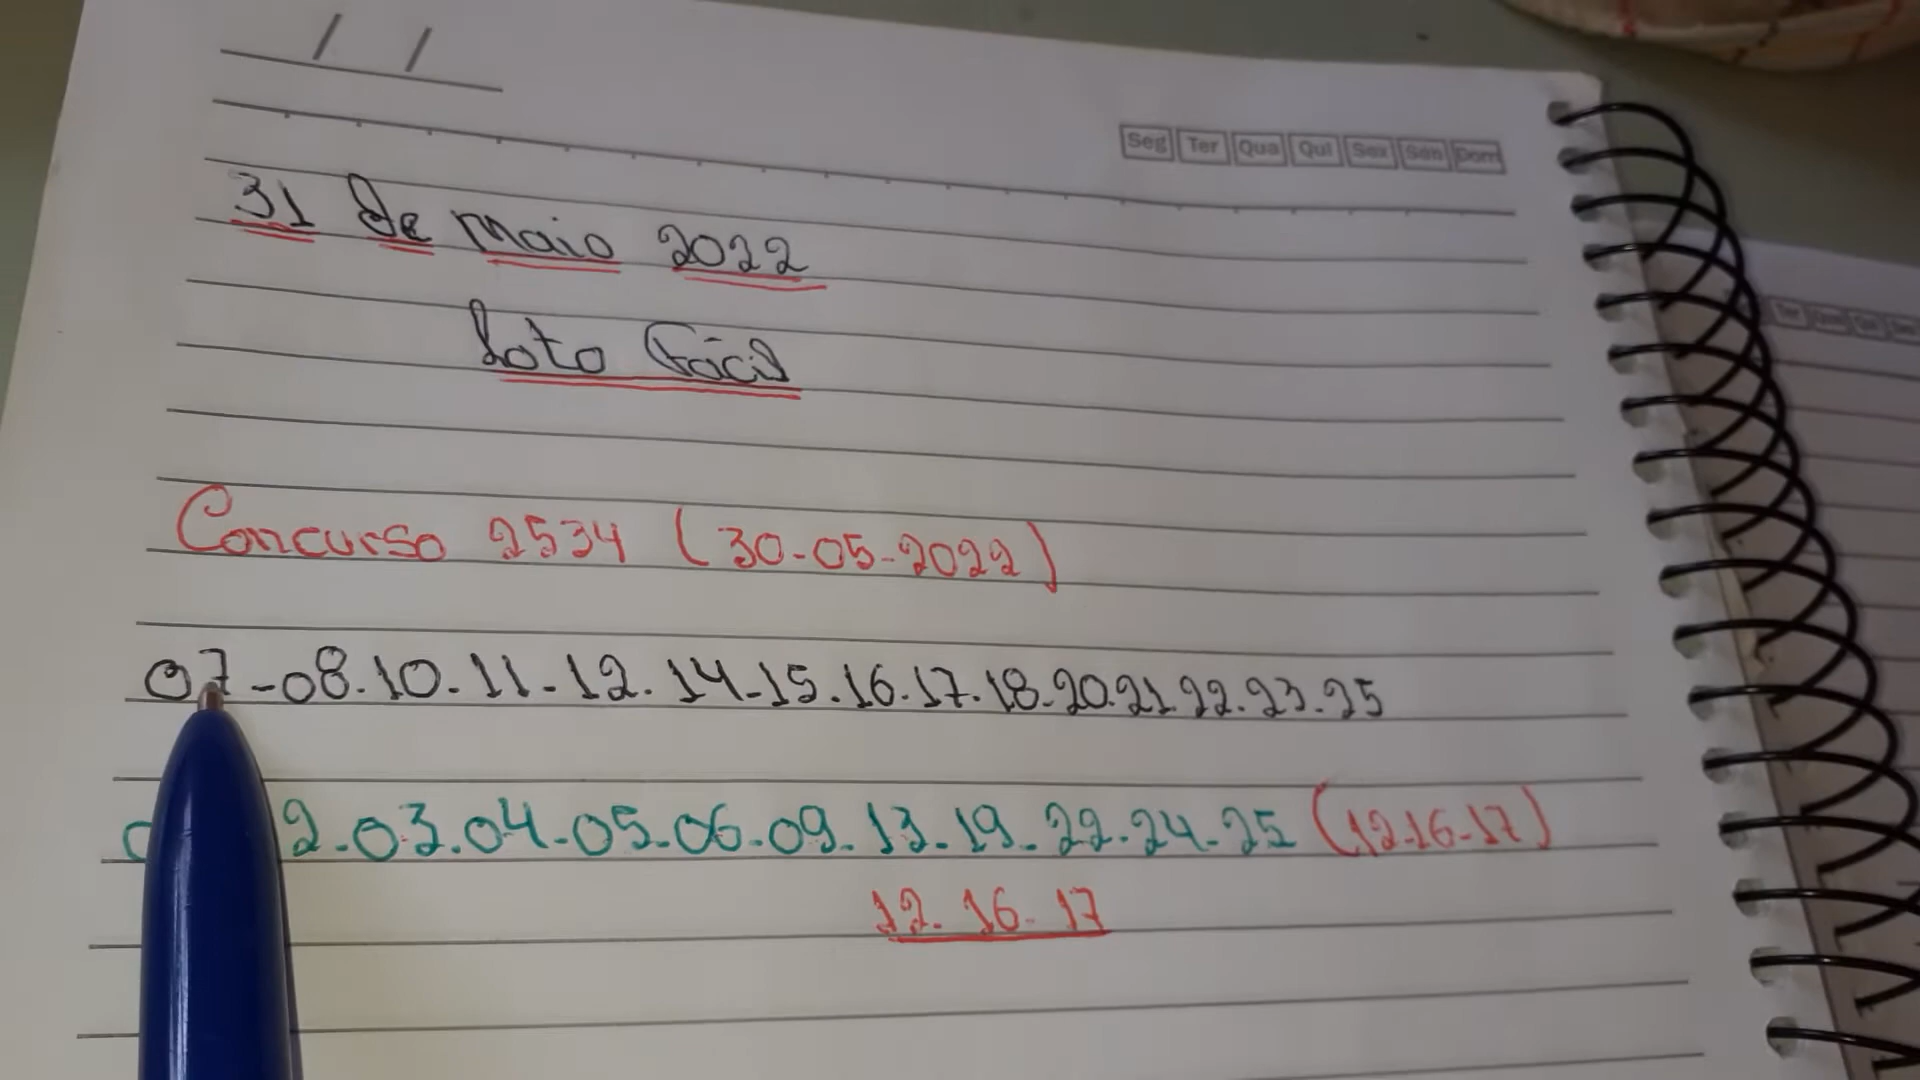 / /
Seg Ter Qua Qui Sex Sáb Dom
31 de maio 2022
Loto Fácil
Concurso 2534 (30-05-2022)
07-08.10.11-12.14-15.16.17.18-20.21.22.23.25
2.03.04-05-06-09.13-19.22.24-25 (12-16-17)
12.16.17